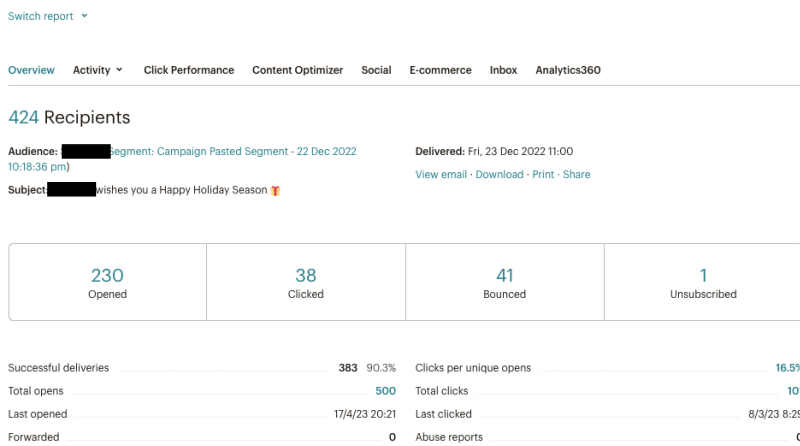 Switch report
Overview Activity Click Performance Content Optimizer Social E-commerce Inbox Analytics360
424 Recipients
Audience: Segment: Campaign Pasted Segment - 22 Dec 2022
10:18:36 pm)
Subject: wishes you a Happy Holiday Season
Delivered: Fri, 23 Dec 2022 11:00
View email · Download · Print · Share
230
Opened
38
Clicked
41
Bounced
1
Unsubscribed
Successful deliveries 383 90.3%
Total opens 500
Last opened 17/4/23 20:21
Forwarded 0
Clicks per unique opens 16.5%
Total clicks
Last clicked 8/3/23 8:29
Abuse reports